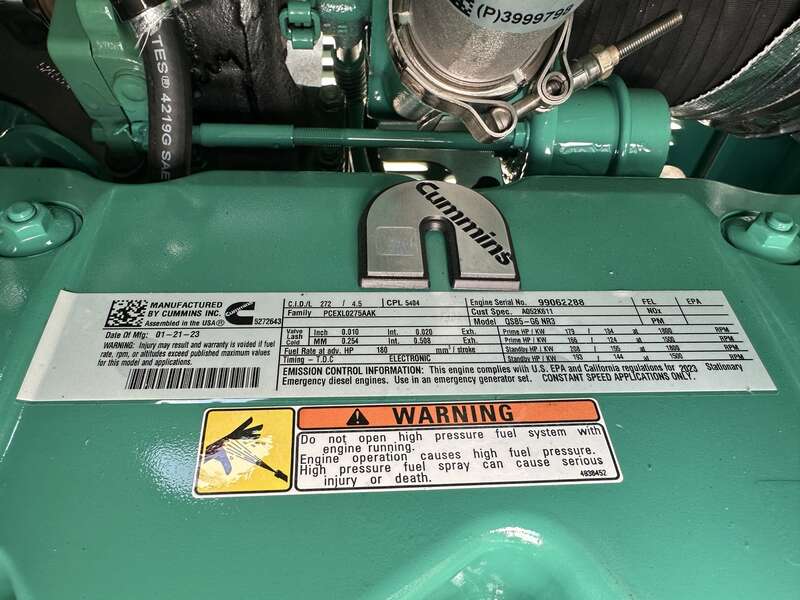 (P)3999798
TES® 4219G SAE
Cummins
MANUFACTURED
BY CUMMINS INC.
Assembled in the USA®
Cummins
5272643
Date Of Mfg: 01-21-23
WARNING: Injury may result and warranty is voided if fuel
rate, rpm, or altitudes exceed published maximum values
for this model and applications.
C.I.D./L 272 / 4.5 CPL 5404 Engine Serial No. 99062288 FEL EPA
Family PCEXL0275AAK Cust Spec. A052K611 NOx
Model QSB5-G6 NR3 PM
Valve Lash Cold Inch 0.010 Int. 0.020 Exh. Prime HP / KW 179 / 134 at 1800 RPM
MM 0.254 Int. 0.508 Exh. Prime HP / KW 166 / 124 at 1500 RPM
Fuel Rate at adv. HP 180 mm³/stroke Standby HP / KW at 1800 RPM
Timing - T.D.C ELECTRONIC Standby HP / KW 193 / 144 at 1500 RPM
EMISSION CONTROL INFORMATION: This engine complies with U.S. EPA and California regulations for 2023 Stationary
Emergency diesel engines. Use in an emergency generator set. CONSTANT SPEED APPLICATIONS ONLY.
WARNING
Do not open high pressure fuel system with
engine running.
Engine operation causes high fuel pressure.
High pressure fuel spray can cause serious
injury or death.
4938452